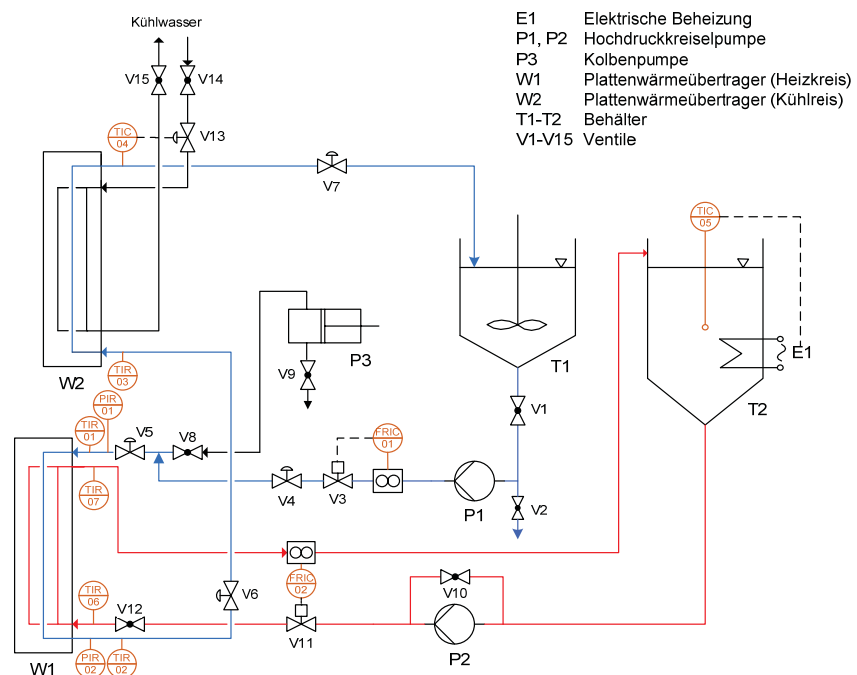 Kühlwasser
E1 Elektrische Beheizung
P1, P2 Hochdruckkreiselpumpe
P3 Kolbenpumpe
W1 Plattenwärmeübertrager (Heizkreis)
W2 Plattenwärmeübertrager (Kühlreis)
T1-T2 Behälter
V1-V15 Ventile
V15
V14
TIC
04
V13
V7
TIC
05
P3
E1
V9
T1
T2
W2
TIR
03
PIR
01
TIR
01
V5
V8
FRIC
01
V1
TIR
07
V4
V3
P1
V2
FRIC
02
V10
TIR
06
V12
V6
V11
P2
PIR
02
TIR
02
W1